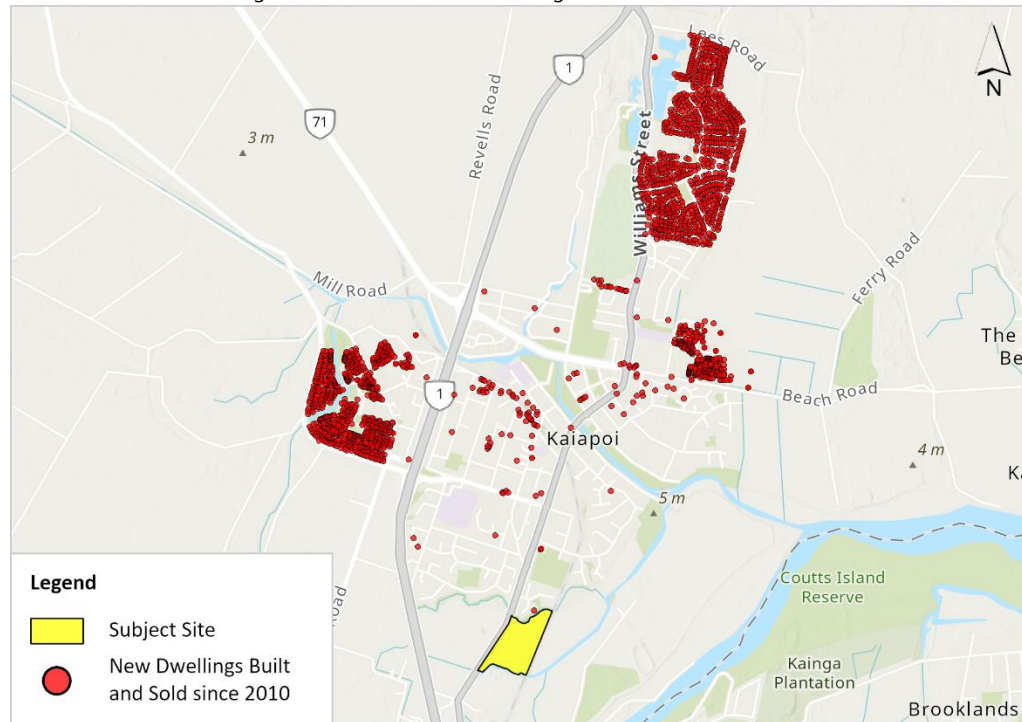 Lees Road
N
1
71
Revells Road
3 m
Williams Street
Mill Road
Ferry Road
The
Be
1
Beach Road
Kaiapoi
4 m
Ka
5 m
Legend
Coutts Island
Reserve
Road
Subject Site
New Dwellings Built
and Sold since 2010
Kainga
Plantation
Brooklands